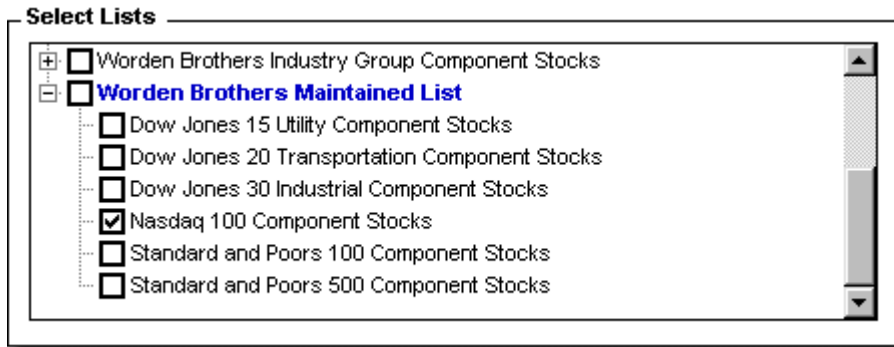 Select Lists
Worden Brothers Industry Group Component Stocks
Worden Brothers Maintained List
Dow Jones 15 Utility Component Stocks
Dow Jones 20 Transportation Component Stocks
Dow Jones 30 Industrial Component Stocks
Nasdaq 100 Component Stocks
Standard and Poors 100 Component Stocks
Standard and Poors 500 Component Stocks